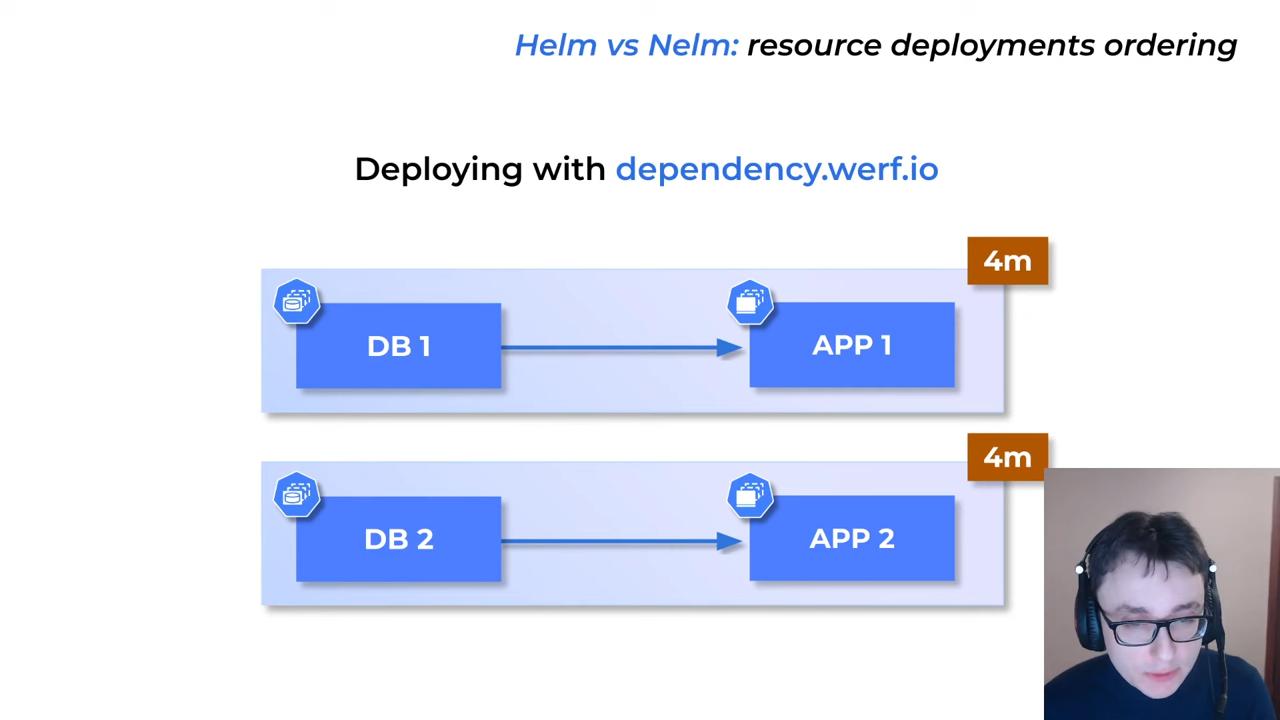 Helm vs Nelm: resource deployments ordering
Deploying with dependency.werf.io
4m
DB 1
APP 1
4m
DB 2
APP 2